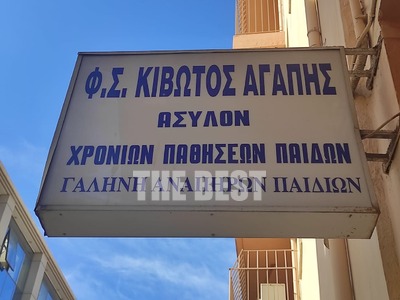 Φ.Σ. ΚΙΒΩΤΟΣ ΑΓΑΠΗΣ
ΑΣΥΛΟΝ
ΧΡΟΝΙΩΝ ΠΑΘΗΣΕΩΝ ΠΑΙΔΩΝ
ΓΑΛΗΝΗ ΑΝΑΠΗΡΩΝ ΠΑΙΔΙΩΝ
THE BEST